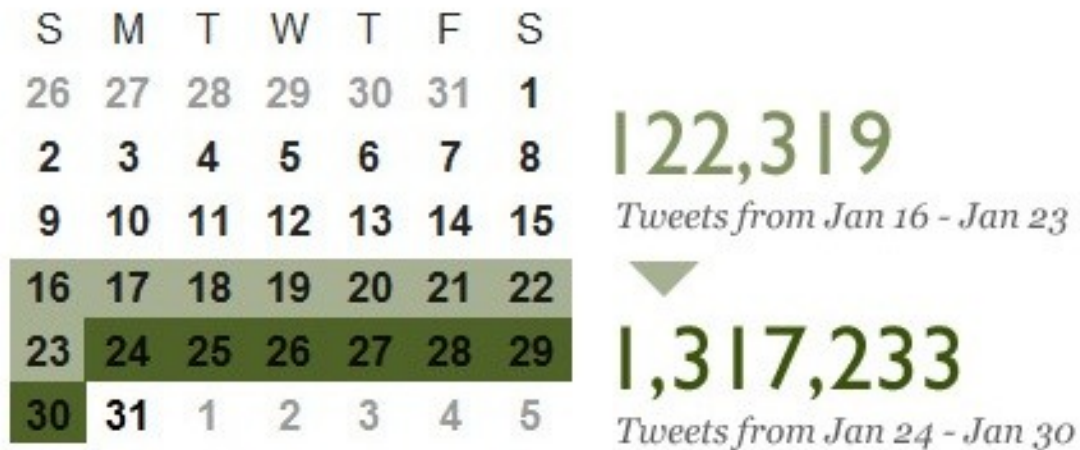 S M T W T F S
26 27 28 29 30 31 1
2 3 4 5 6 7 8
9 10 11 12 13 14 15
16 17 18 19 20 21 22
23 24 25 26 27 28 29
30 31 1 2 3 4 5
122,319
Tweets from Jan 16 - Jan 23
1,317,233
Tweets from Jan 24 - Jan 30